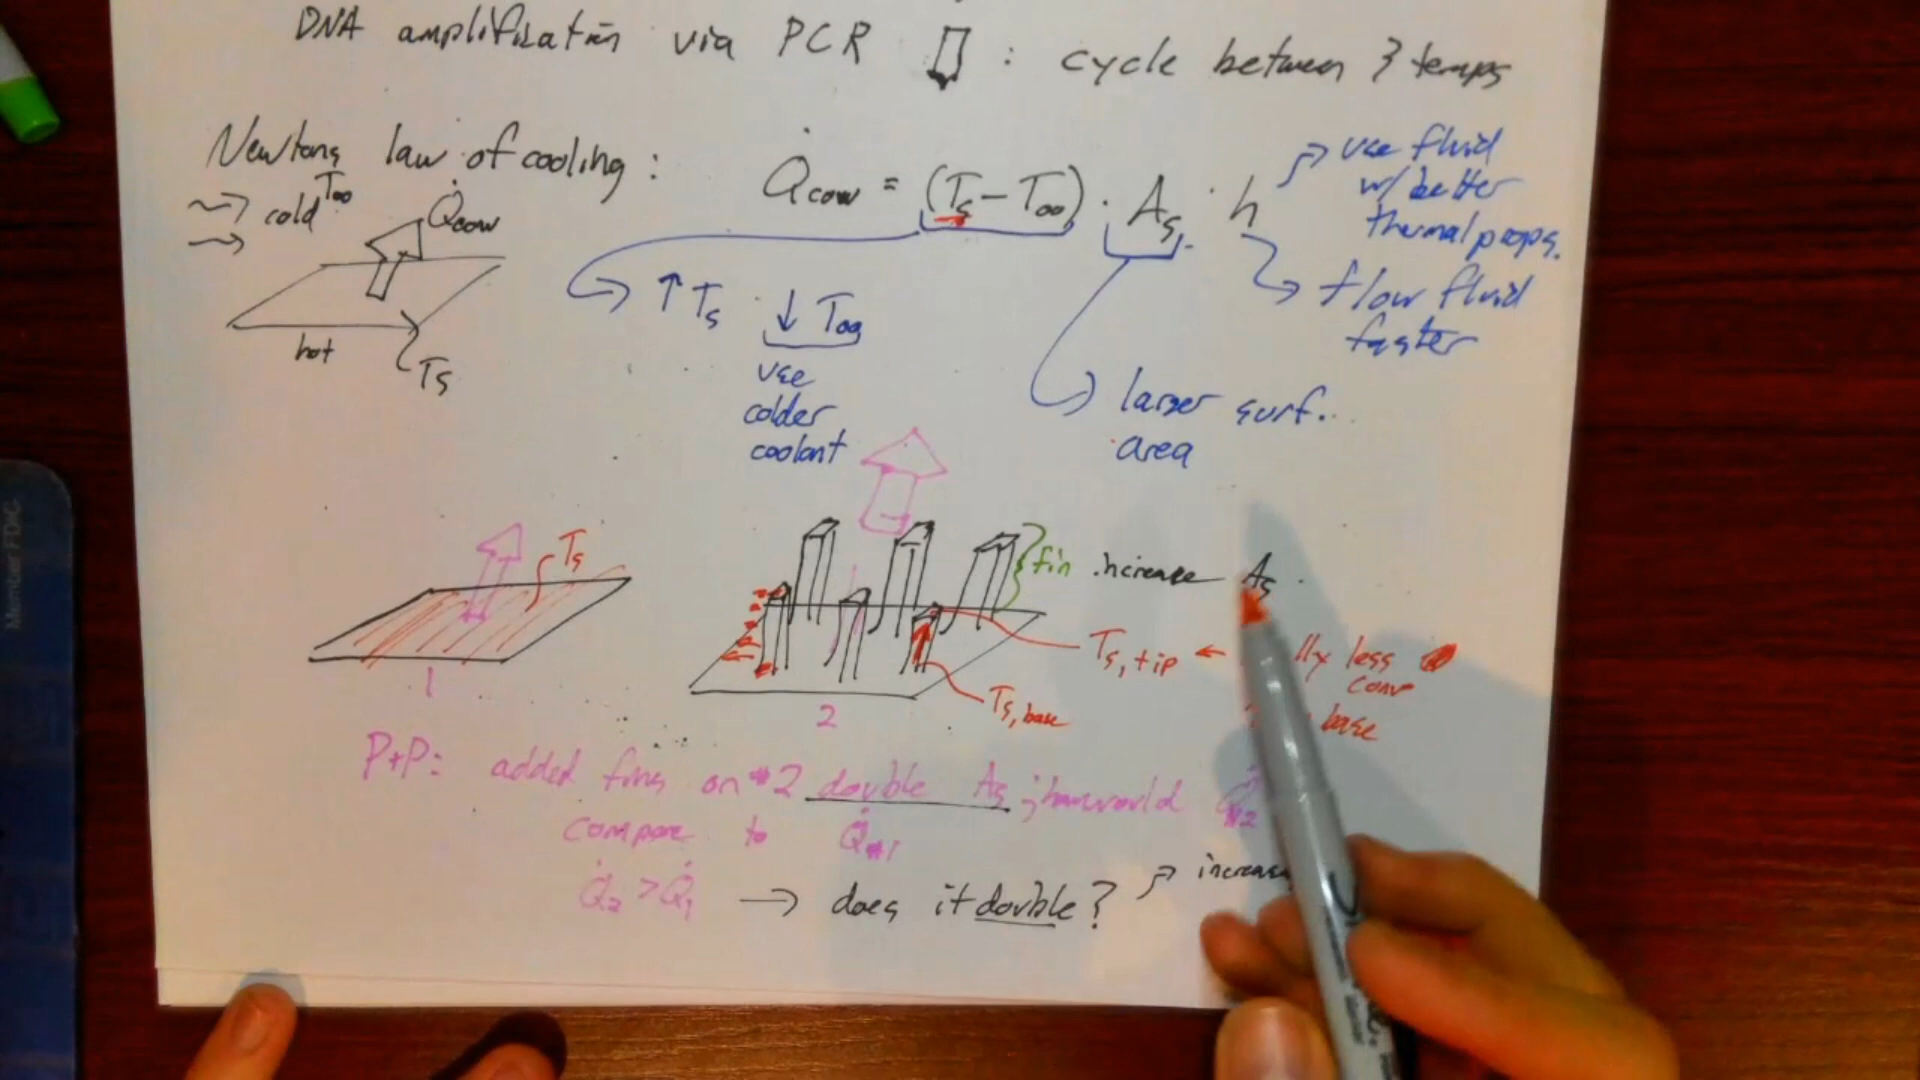 DNA amplification via PCR : cycle between 3 temps
Newtons law of cooling :
Q̇conv = (Ts - T∞) · As · h
use fluid
w/ better
thermal props.
flow fluid
faster
cold T∞
Q̇conv
hot
Ts
↑ Ts ↓ T∞
use
colder
coolant
larger surf.
area
Ts
1
fin increase As
Ts, tip ← less
conv
base
Ts, base
2
P+P: added fins on #2 double As ; how would
compare to Q̇#1
Q̇2 > Q̇1 → does it double?
Member FDIC